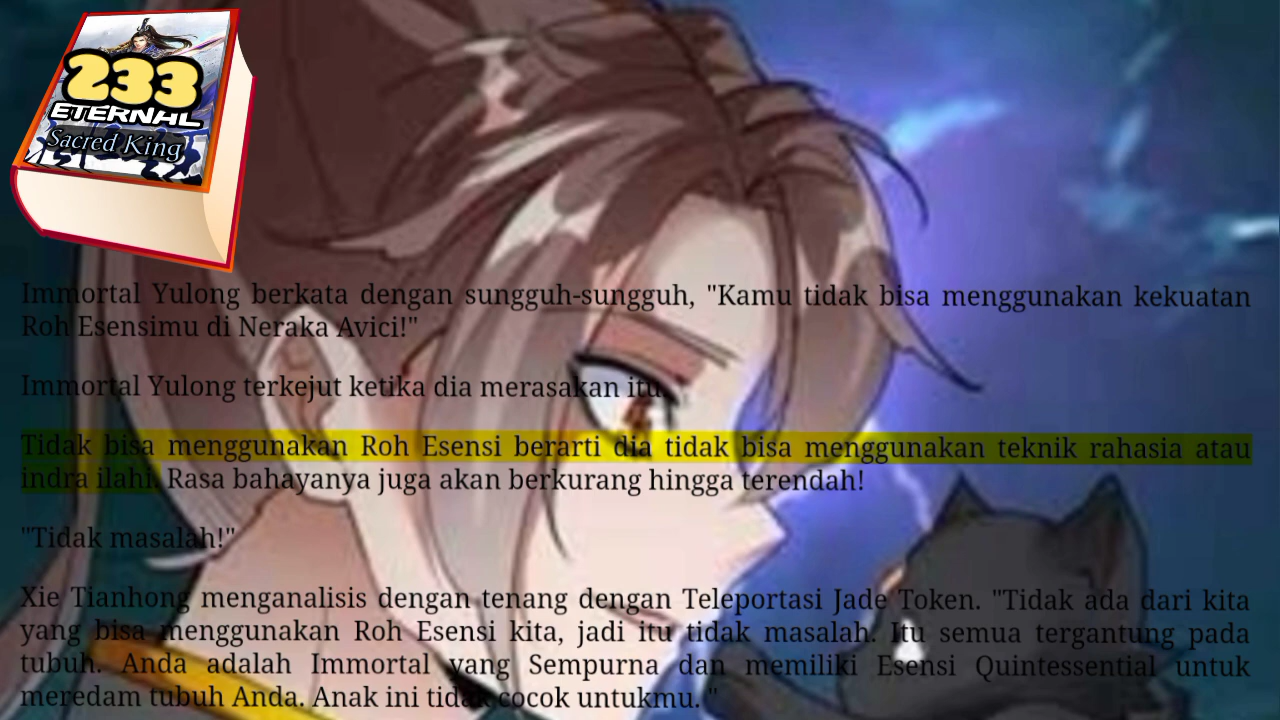 233
ETERNAL
Sacred King
Immortal Yulong berkata dengan sungguh-sungguh, "Kamu tidak bisa menggunakan kekuatan
Roh Esensimu di Neraka Avici!"
Immortal Yulong terkejut ketika dia merasakan itu.
Tidak bisa menggunakan Roh Esensi berarti dia tidak bisa menggunakan teknik rahasia atau
indra ilahi. Rasa bahayanya juga akan berkurang hingga terendah!
"Tidak masalah!"
Xie Tianhong menganalisis dengan tenang dengan Teleportasi Jade Token. "Tidak ada dari kita
yang bisa menggunakan Roh Esensi kita, jadi itu tidak masalah. Itu semua tergantung pada
tubuh. Anda adalah Immortal yang Sempurna dan memiliki Esensi Quintessential untuk
meredam tubuh Anda. Anak ini tidak cocok untukmu."